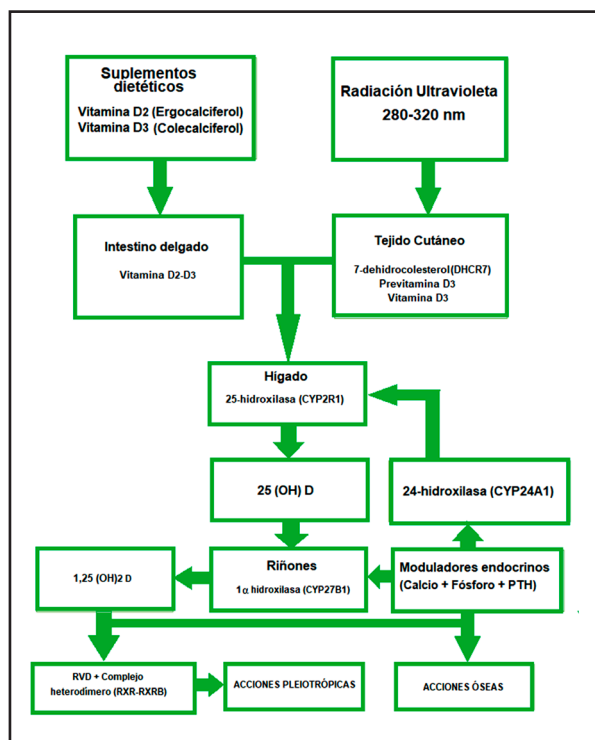 Suplementos
dietéticos
Vitamina D2 (Ergocalciferol)
Vitamina D3 (Colecalciferol)
Radiación Ultravioleta
280-320 nm
Intestino delgado
Vitamina D2-D3
Tejido Cutáneo
7-dehidrocolesterol(DHCR7)
Previtamina D3
Vitamina D3
Hígado
25-hidroxilasa (CYP2R1)
25 (OH) D
24-hidroxilasa (CYP24A1)
1,25 (OH)2 D
Riñones
1α hidroxilasa (CYP27B1)
Moduladores endocrinos
(Calcio + Fósforo + PTH)
RVD + Complejo
heterodímero (RXR-RXRB)
ACCIONES PLEIOTRÒPICAS
ACCIONES ÓSEAS